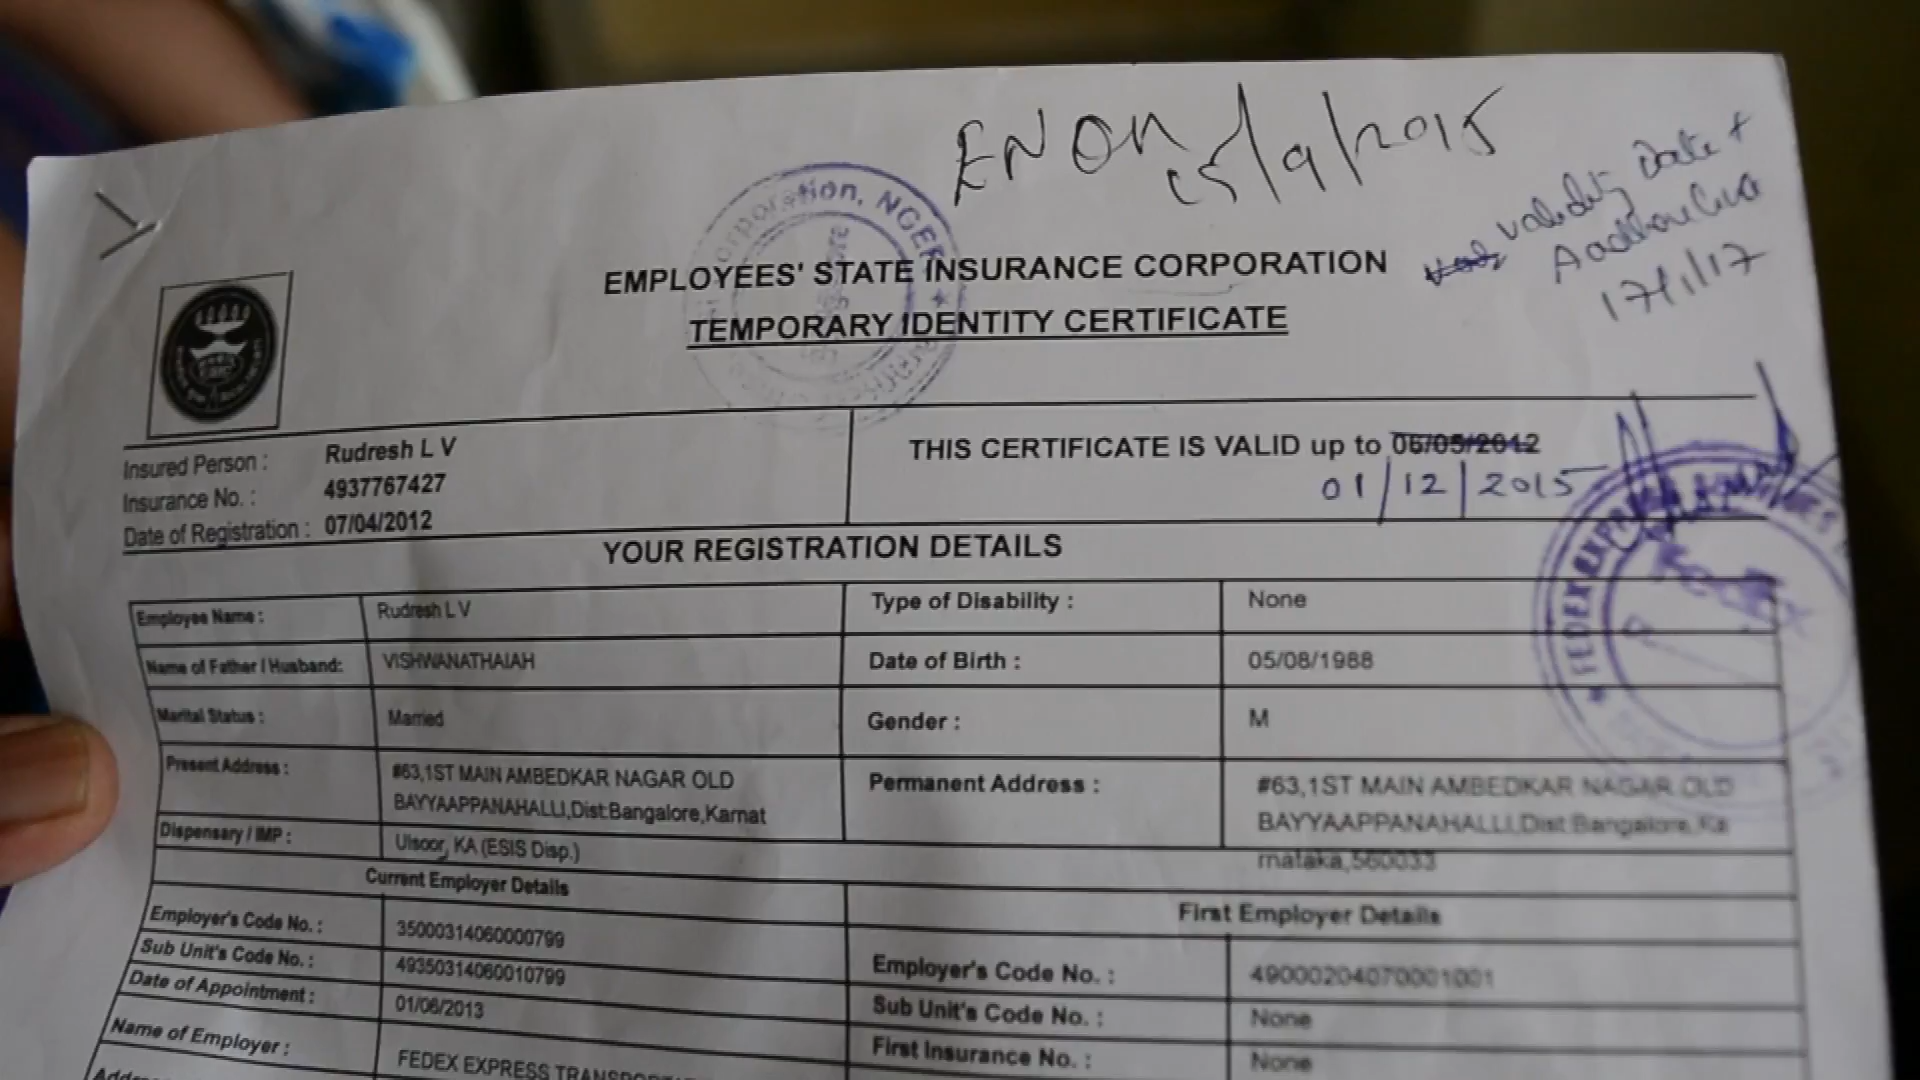 EN ON 15/9/2015
Validity Date +
17/1/17
EMPLOYEES' STATE INSURANCE CORPORATION
TEMPORARY IDENTITY CERTIFICATE
Insured Person : Rudresh L V
Insurance No. : 4937767427
Date of Registration : 07/04/2012
THIS CERTIFICATE IS VALID up to 06/05/2012
01/12/2015
YOUR REGISTRATION DETAILS
Employee Name : Rudresh L V Type of Disability : None
Name of Father / Husband: VISHWANATHAIAH Date of Birth : 05/08/1988
Marital Status : Married Gender : M
Present Address : #63,1ST MAIN AMBEDKAR NAGAR OLD Permanent Address : #63,1ST MAIN AMBEDKAR NAGAR OLD
BAYYAAPPANAHALLI,Dist:Bangalore,Karnat BAYYAAPPANAHALLI,Dist:Bangalore,Ka
rnataka,560033
Dispensary / IMP : Ulsoor, KA (ESIS Disp.)
Current Employer Details First Employer Details
Employer's Code No. : 35000314060000799 Employer's Code No. : 49000204070001001
Sub Unit's Code No. : 49350314060010799 Sub Unit's Code No. : None
Date of Appointment : 01/06/2013 First Insurance No. : None
Name of Employer : FEDEX EXPRESS
FedEx